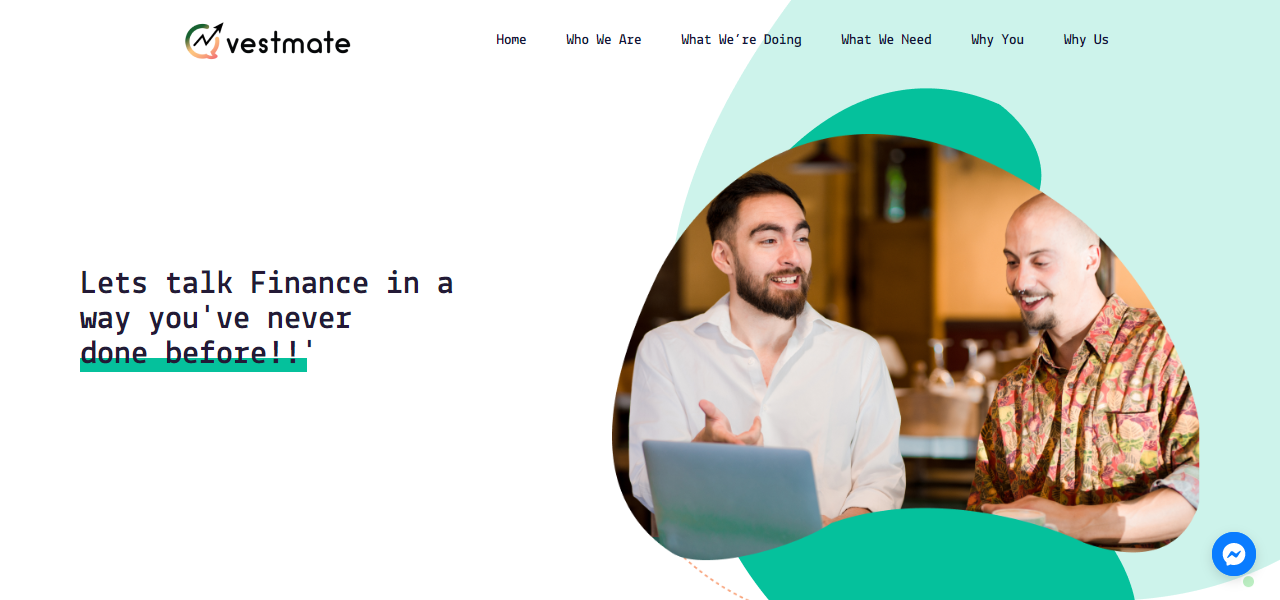 vestmate
Home Who We Are What We're Doing What We Need Why You Why Us
Lets talk Finance in a
way you've never
done before!!'